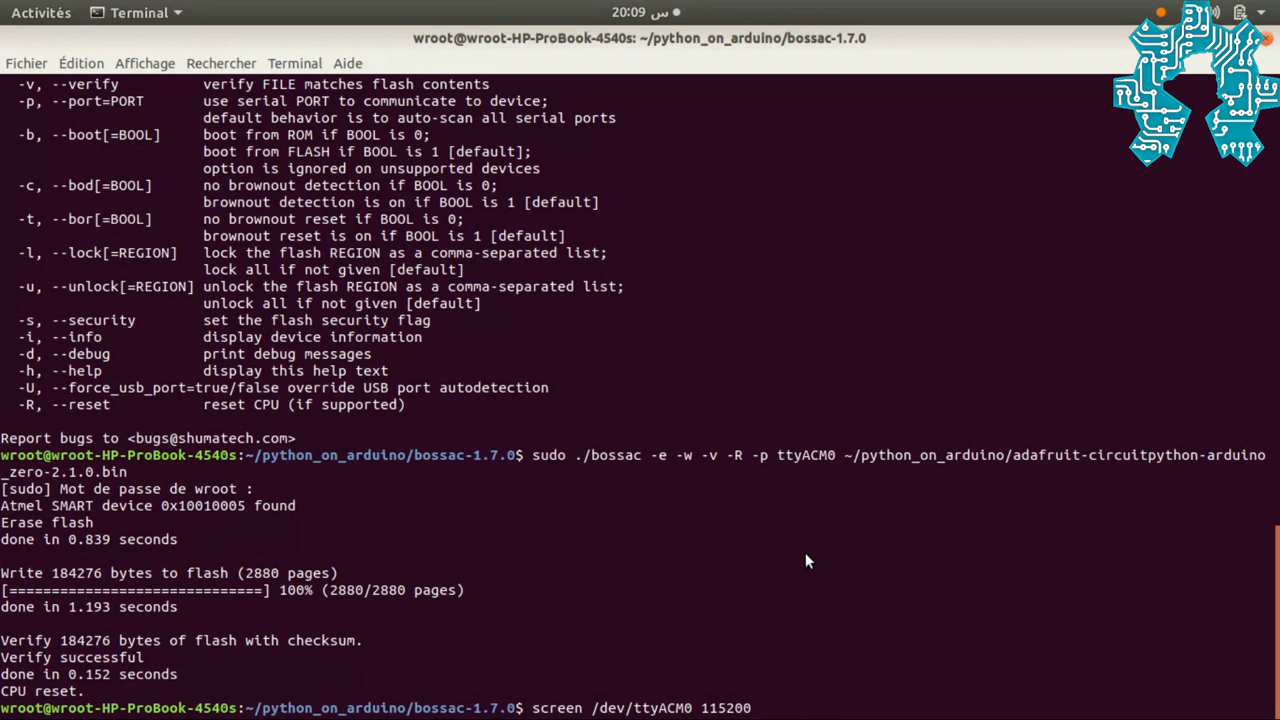 Activités Terminal 20:09 س
wroot@wroot-HP-ProBook-4540s: ~/python_on_arduino/bossac-1.7.0
Fichier Édition Affichage Rechercher Terminal Aide
-v, --verify verify FILE matches flash contents
-p, --port=PORT use serial PORT to communicate to device;
default behavior is to auto-scan all serial ports
-b, --boot[=BOOL] boot from ROM if BOOL is 0;
boot from FLASH if BOOL is 1 [default];
option is ignored on unsupported devices
-c, --bod[=BOOL] no brownout detection if BOOL is 0;
brownout detection is on if BOOL is 1 [default]
-t, --bor[=BOOL] no brownout reset if BOOL is 0;
brownout reset is on if BOOL is 1 [default]
-l, --lock[=REGION] lock the flash REGION as a comma-separated list;
lock all if not given [default]
-u, --unlock[=REGION] unlock the flash REGION as a comma-separated list;
unlock all if not given [default]
-s, --security set the flash security flag
-i, --info display device information
-d, --debug print debug messages
-h, --help display this help text
-U, --force_usb_port=true/false override USB port autodetection
-R, --reset reset CPU (if supported)
Report bugs to <bugs@shumatech.com>
wroot@wroot-HP-ProBook-4540s:~/python_on_arduino/bossac-1.7.0$ sudo ./bossac -e -w -v -R -p ttyACM0 ~/python_on_arduino/adafruit-circuitpython-arduino
_zero-2.1.0.bin
[sudo] Mot de passe de wroot :
Atmel SMART device 0x10010005 found
Erase flash
done in 0.839 seconds
Write 184276 bytes to flash (2880 pages)
[==============================] 100% (2880/2880 pages)
done in 1.193 seconds
Verify 184276 bytes of flash with checksum.
Verify successful
done in 0.152 seconds
CPU reset.
wroot@wroot-HP-ProBook-4540s:~/python_on_arduino/bossac-1.7.0$ screen /dev/ttyACM0 115200